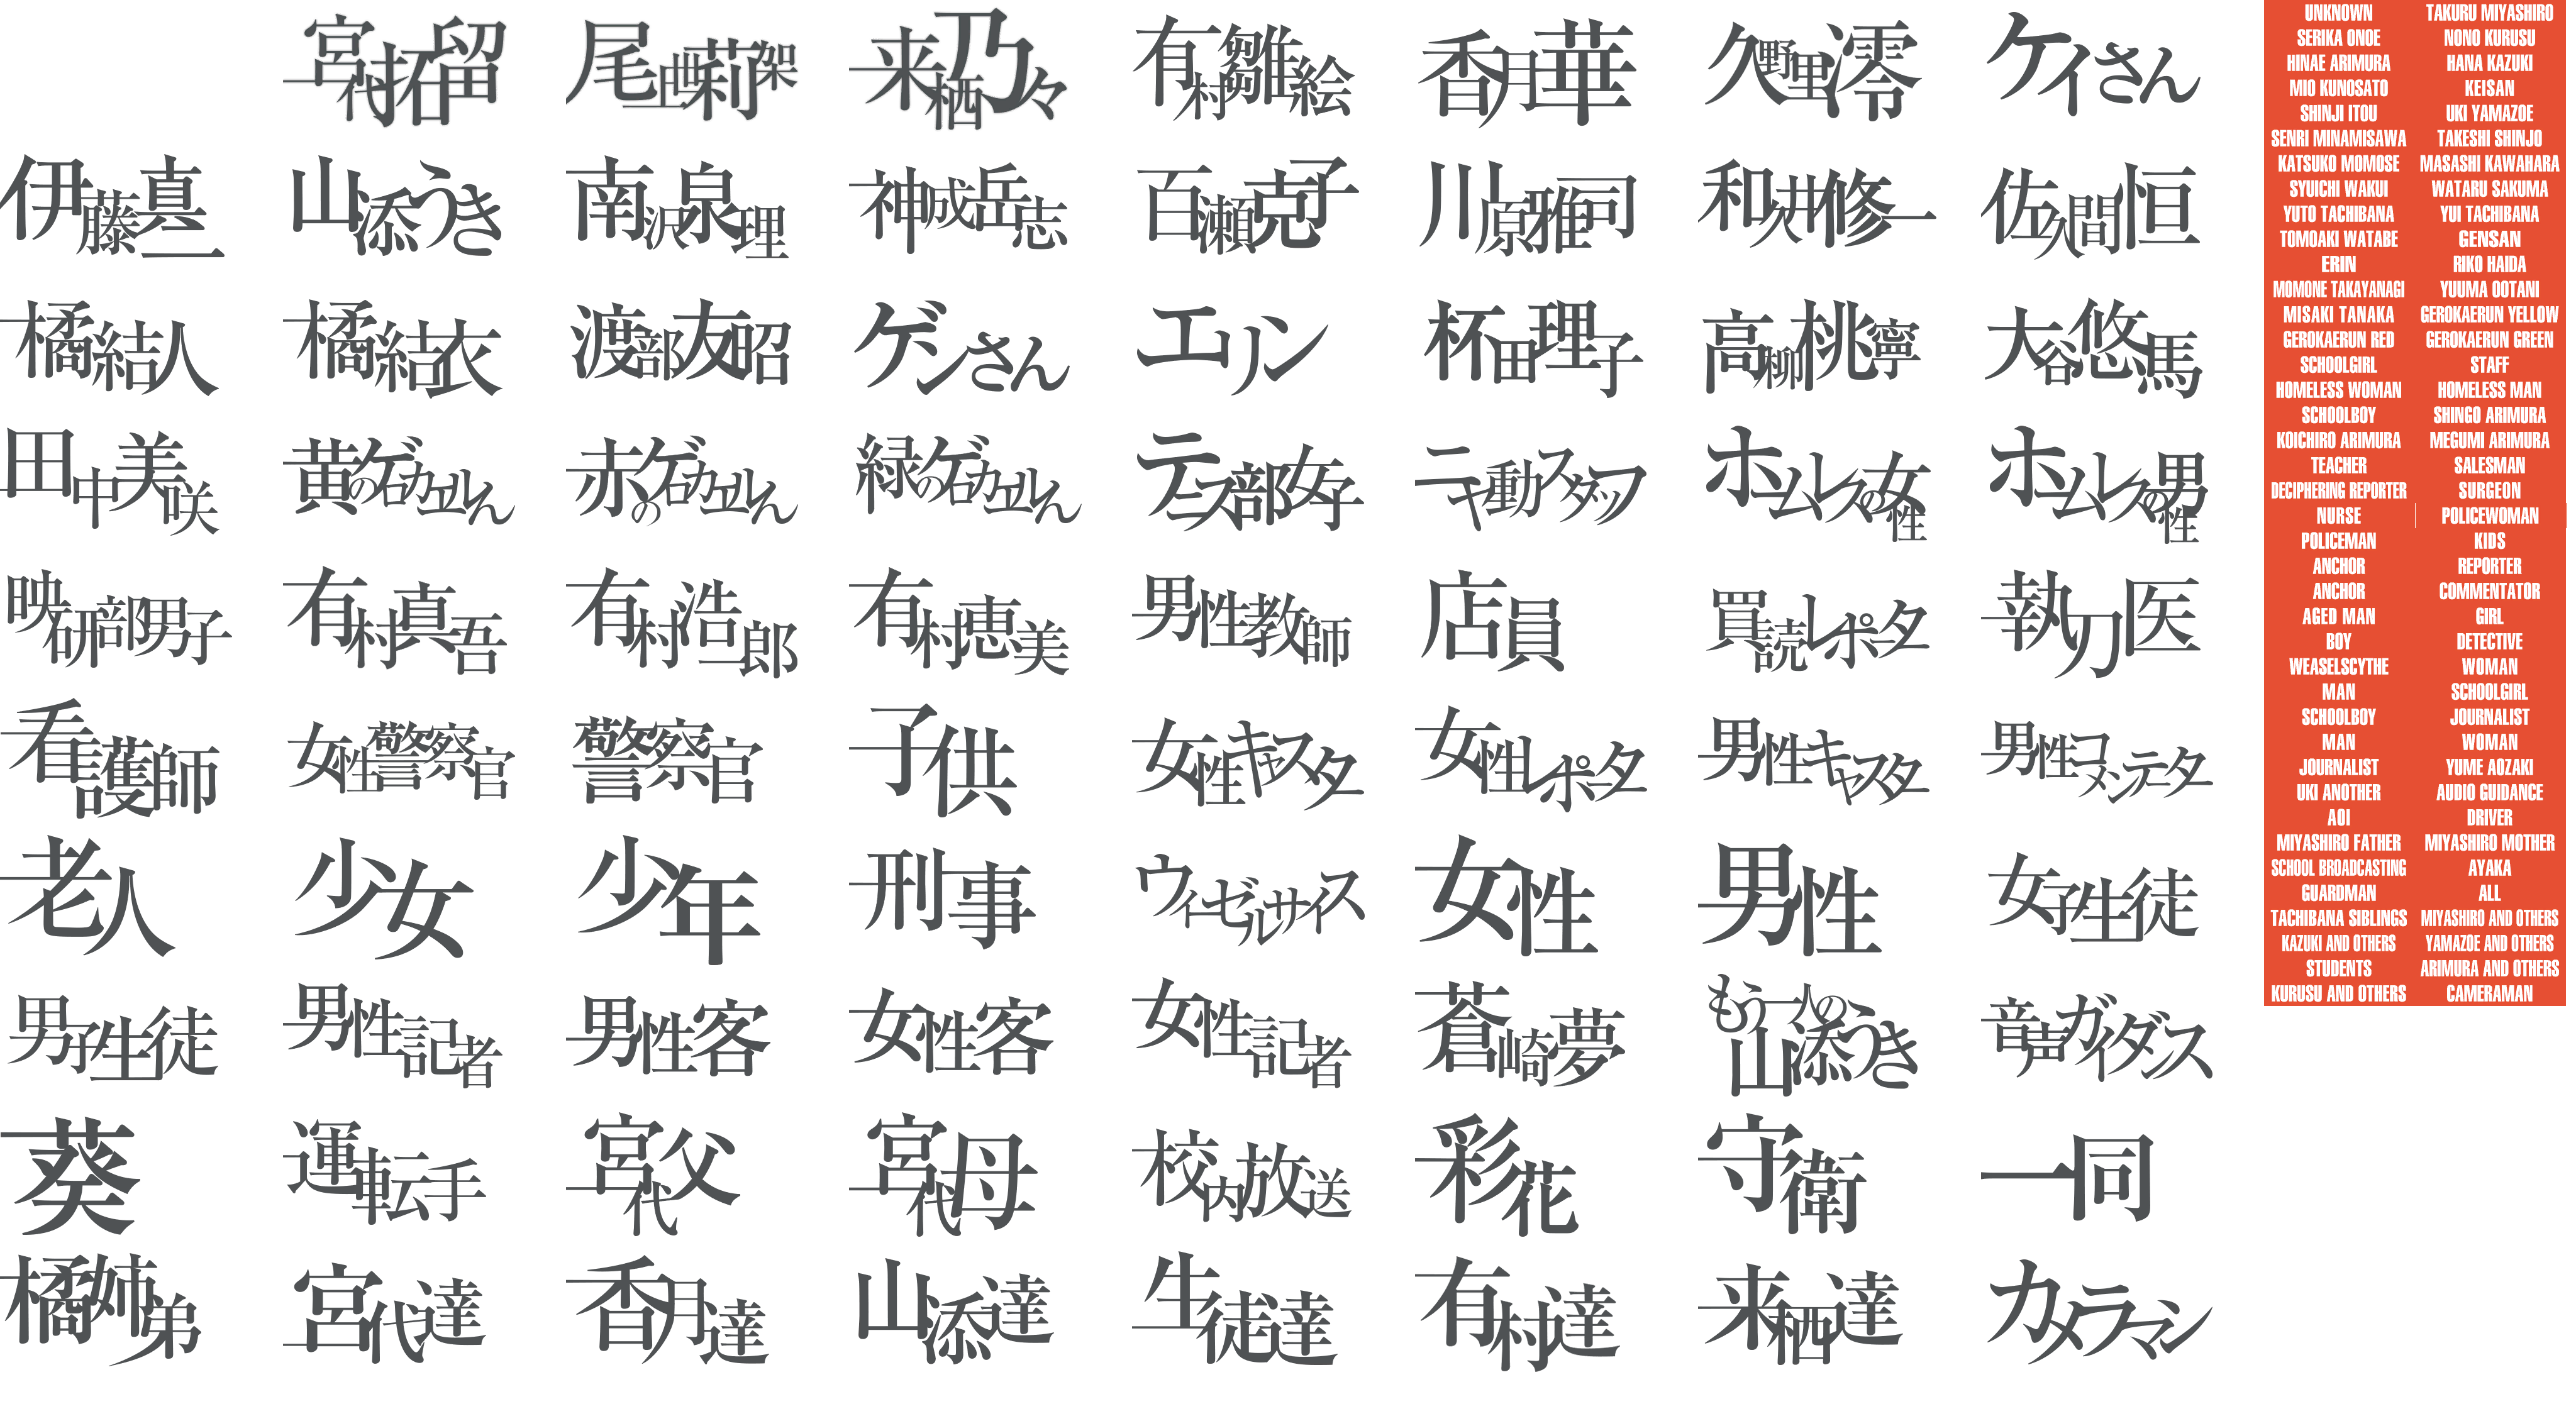 宮代拓留 尾上世莉架 来栖乃々 有村雛絵 香月華 久野里澪 ケイさん
伊藤真二 山添うき 南沢泉理 神成岳志 百瀬克子 川原雅司 和久井修一 佐久間恒
橘結人 橘結衣 渡部友昭 ゲンさん エリン 杯田理子 高柳桃寧 大谷悠馬
田中美咲 黄のゲロカエルん 赤のゲロカエルん 緑のゲロカエルん テニス部女子 ニャイ動スタッフ ホームレスの女性 ホームレスの男性
映研部男子 有村真吾 有村浩一郎 有村恵美 男性教師 店員 買読レポーター 執刀医
看護師 女性警察官 警察官 子供 女性キャスター 女性レポーター 男性キャスター 男性コメンテーター
老人 少女 少年 刑事 ウィーゼルサイス 女性 男性 女子生徒
男子生徒 男性記者 男性客 女性客 女性記者 蒼崎夢 もう一人の山添うき 音声ガイダンス
葵 運転手 宮代父 宮代母 校内放送 彩花 守衛 一同
橘姉弟 宮代達 香月達 山添達 生徒達 有村達 来栖達 カメラマン
UNKNOWN TAKURU MIYASHIRO
SERIKA ONOE NONO KURUSU
HINAE ARIMURA HANA KAZUKI
MIO KUNOSATO KEISAN
SHINJI ITOU UKI YAMAZOE
SENRI MINAMISAWA TAKESHI SHINJO
KATSUKO MOMOSE MASASHI KAWAHARA
SYUICHI WAKUI WATARU SAKUMA
YUTO TACHIBANA YUI TACHIBANA
TOMOAKI WATABE GENSAN
ERIN RIKO HAIDA
MOMONE TAKAYANAGI YUUMA OOTANI
MISAKI TANAKA GEROKAERUN YELLOW
GEROKAERUN RED GEROKAERUN GREEN
SCHOOLGIRL STAFF
HOMELESS WOMAN HOMELESS MAN
SCHOOLBOY SHINGO ARIMURA
KOICHIRO ARIMURA MEGUMI ARIMURA
TEACHER SALESMAN
DECIPHERING REPORTER SURGEON
NURSE POLICEWOMAN
POLICEMAN KIDS
ANCHOR REPORTER
ANCHOR COMMENTATOR
AGED MAN GIRL
BOY DETECTIVE
WEASELSCYTHE WOMAN
MAN SCHOOLGIRL
SCHOOLBOY JOURNALIST
MAN WOMAN
JOURNALIST YUME AOZAKI
UKI ANOTHER AUDIO GUIDANCE
AOI DRIVER
MIYASHIRO FATHER MIYASHIRO MOTHER
SCHOOL BROADCASTING AYAKA
GUARDMAN ALL
TACHIBANA SIBLINGS MIYASHIRO AND OTHERS
KAZUKI AND OTHERS YAMAZOE AND OTHERS
STUDENTS ARIMURA AND OTHERS
KURUSU AND OTHERS CAMERAMAN